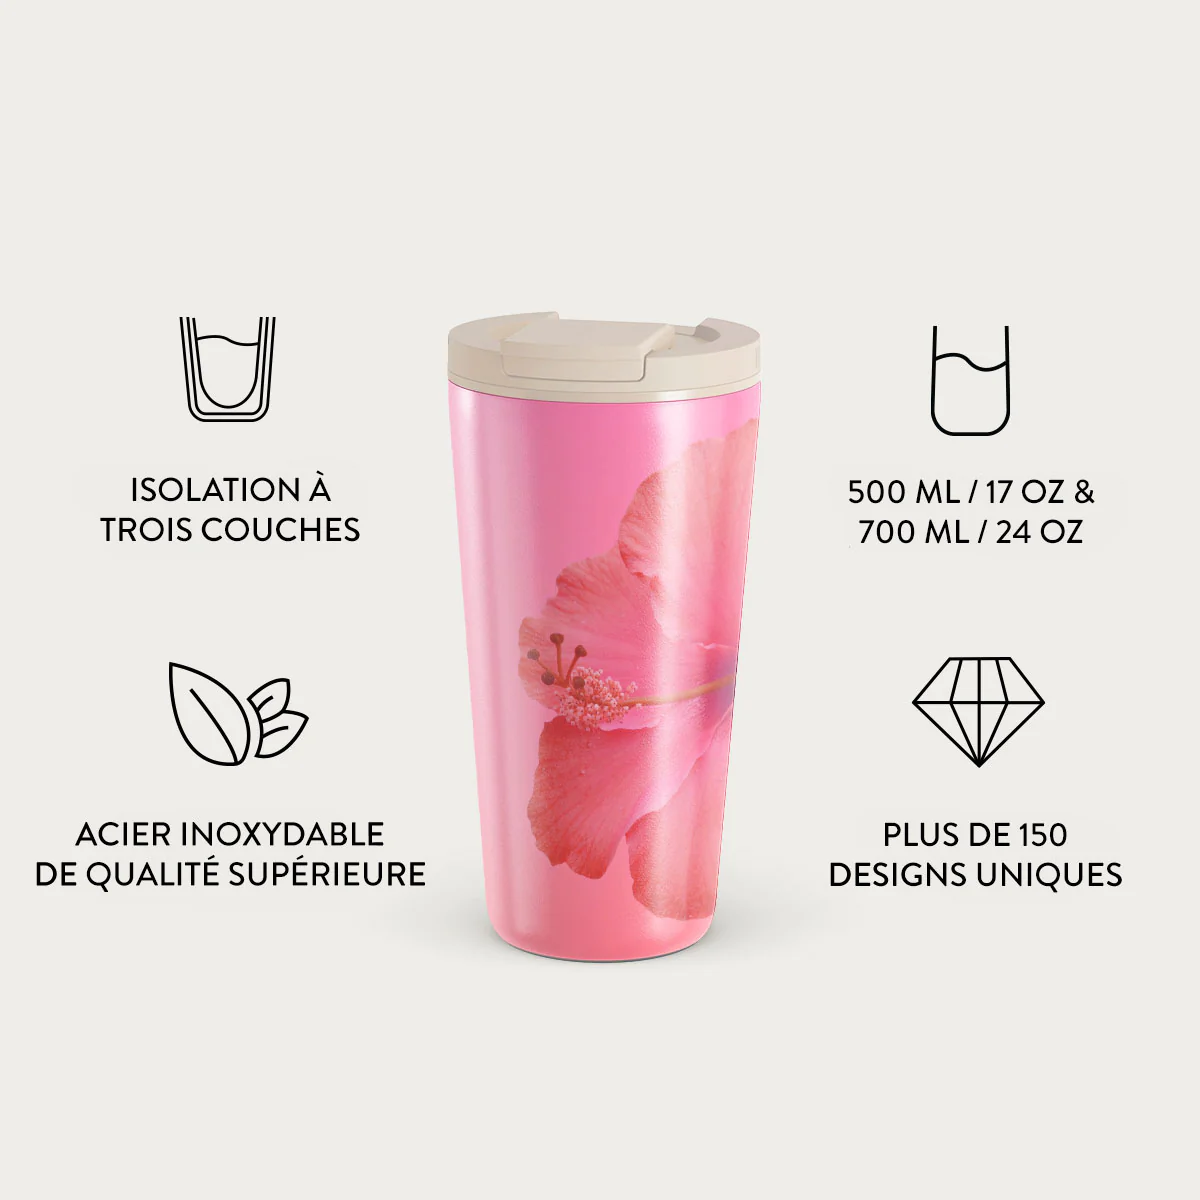 ISOLATION À
TROIS COUCHES
500 ML / 17 OZ &
700 ML / 24 OZ
ACIER INOXYDABLE
DE QUALITÉ SUPÉRIEURE
PLUS DE 150
DESIGNS UNIQUES